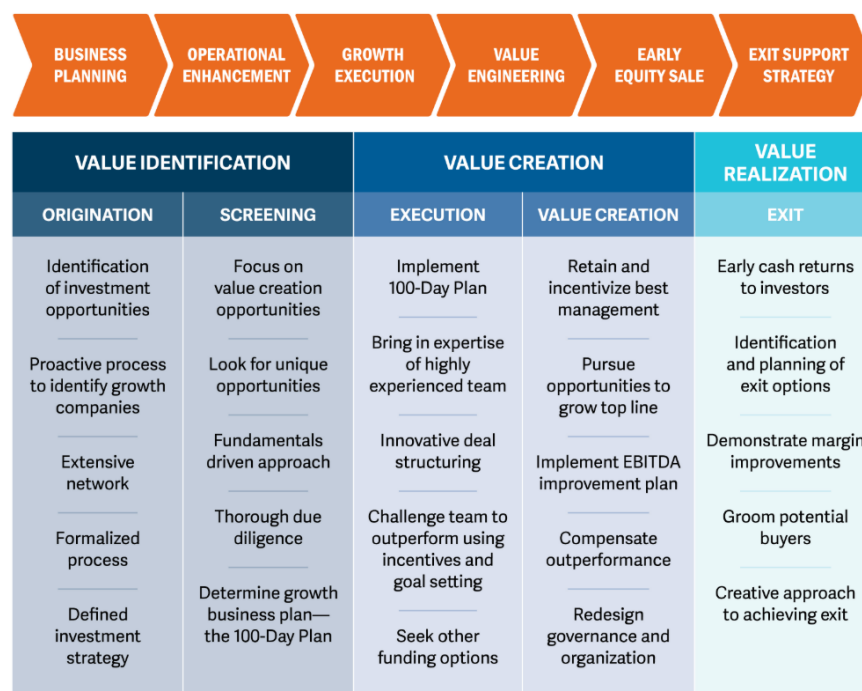 BUSINESS
PLANNING
OPERATIONAL
ENHANCEMENT
GROWTH
EXECUTION
VALUE
ENGINEERING
EARLY
EQUITY SALE
EXIT SUPPORT
STRATEGY
VALUE IDENTIFICATION
VALUE CREATION
VALUE
REALIZATION
ORIGINATION
SCREENING
EXECUTION
VALUE CREATION
EXIT
Identification
of investment
opportunities
Proactive process
to identify growth
companies
Extensive
network
Formalized
process
Defined
investment
strategy
Focus on
value creation
opportunities
Look for unique
opportunities
Fundamentals
driven approach
Thorough due
diligence
Determine growth
business plan—
the 100-Day Plan
Implement
100-Day Plan
Bring in expertise
of highly
experienced team
Innovative deal
structuring
Challenge team to
outperform using
incentives and
goal setting
Seek other
funding options
Retain and
incentivize best
management
Pursue
opportunities to
grow top line
Implement EBITDA
improvement plan
Compensate
outperformance
Redesign
governance and
organization
Early cash returns
to investors
Identification
and planning of
exit options
Demonstrate margin
improvements
Groom potential
buyers
Creative approach
to achieving exit